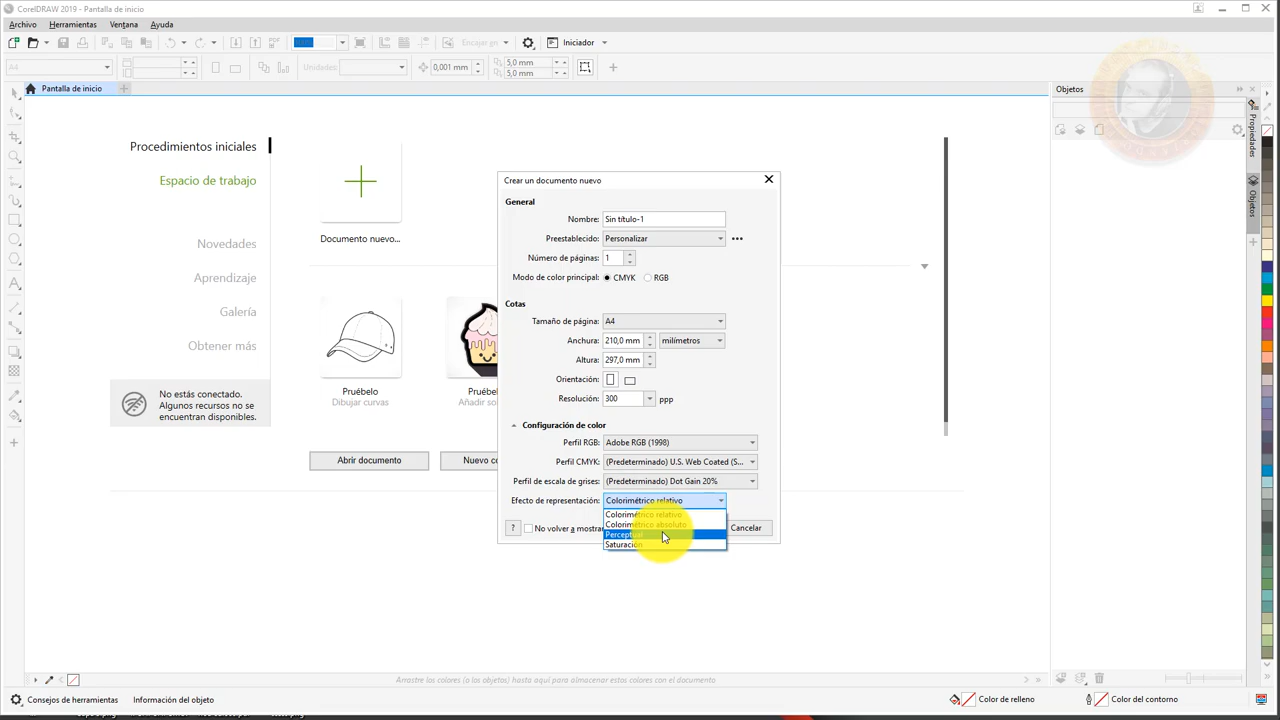 CorelDRAW 2019 - Pantalla de inicio
Archivo Herramientas Ventana Ayuda
Encajar en Iniciador
A4 Unidades: 0,001 mm 5,0 mm
5,0 mm
Pantalla de inicio
Objetos
Propiedades
Objetos
Procedimientos iniciales
Espacio de trabajo
Novedades
Aprendizaje
Galería
Obtener más
No estás conectado.
Algunos recursos no se
encuentran disponibles.
Documento nuevo...
Pruébelo
Dibujar curvas
Pruébe
Añadir so
Abrir documento
Nuevo co
Crear un documento nuevo
General
Nombre: Sin título-1
Preestablecido: Personalizar
Número de páginas: 1
Modo de color principal: CMYK RGB
Cotas
Tamaño de página: A4
Anchura: 210,0 mm milímetros
Altura: 297,0 mm
Orientación:
Resolución: 300 ppp
Configuración de color
Perfil RGB: Adobe RGB (1998)
Perfil CMYK: (Predeterminado) U.S. Web Coated (S...
Perfil de escala de grises: (Predeterminado) Dot Gain 20%
Efecto de representación: Colorimétrico relativo
Colorimétrico relativo
Colorimétrico absoluto
Perceptual
Saturación
? No volver a mostrar
Cancelar
Arrastre los colores (o los objetos) hasta aquí para almacenar estos colores con el documento
Consejos de herramientas Información del objeto
Color de relleno Color del contorno